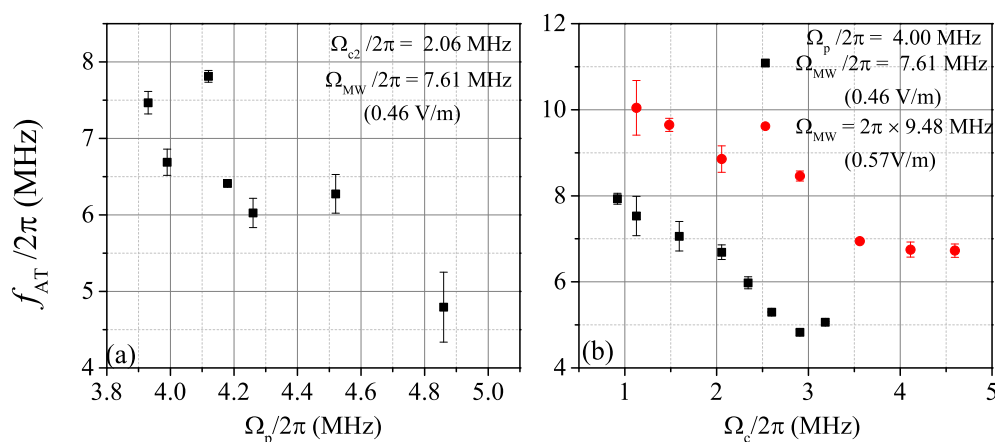 Ω_c2/2π = 2.06 MHz
Ω_MW/2π = 7.61 MHz
(0.46 V/m)
f_AT/2π (MHz)
8
7
6
5
4
(a)
3.8 4.0 4.2 4.4 4.6 4.8 5.0
Ω_p/2π (MHz)
Ω_p/2π = 4.00 MHz
Ω_MW/2π = 7.61 MHz
(0.46 V/m)
Ω_MW = 2π × 9.48 MHz
(0.57V/m)
12
10
8
6
4
(b)
1 2 3 4 5
Ω_c/2π (MHz)